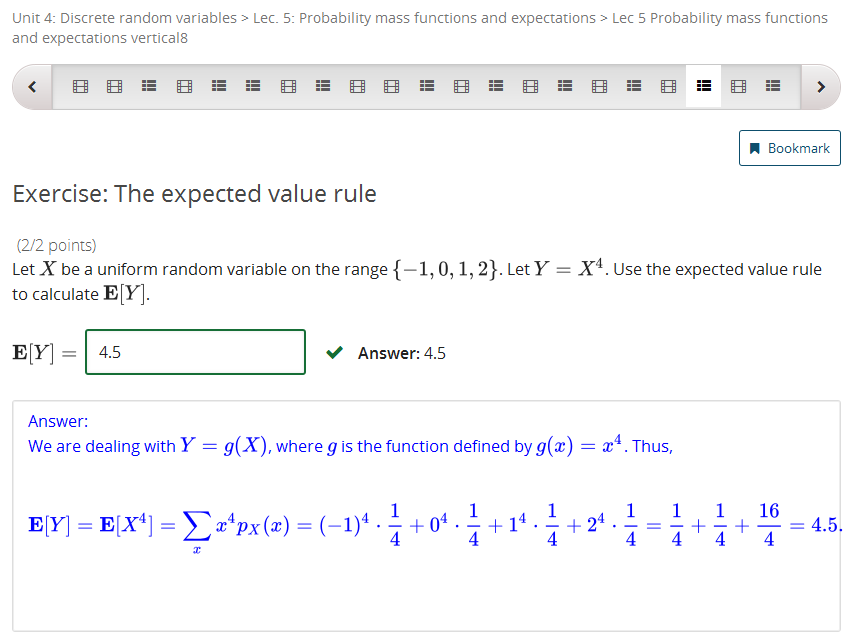 Unit 4: Discrete random variables > Lec. 5: Probability mass functions and expectations > Lec 5 Probability mass functions
and expectations vertical8
Bookmark
Exercise: The expected value rule
(2/2 points)
Let X be a uniform random variable on the range {−1, 0, 1, 2}. Let Y = X⁴. Use the expected value rule
to calculate E[Y].
E[Y] = 4.5 Answer: 4.5
Answer:
We are dealing with Y = g(X), where g is the function defined by g(x) = x⁴. Thus,
E[Y] = E[X⁴] = ∑ₓ x⁴p_X(x) = (−1)⁴ · 1/4 + 0⁴ · 1/4 + 1⁴ · 1/4 + 2⁴ · 1/4 = 1/4 + 1/4 + 16/4 = 4.5.